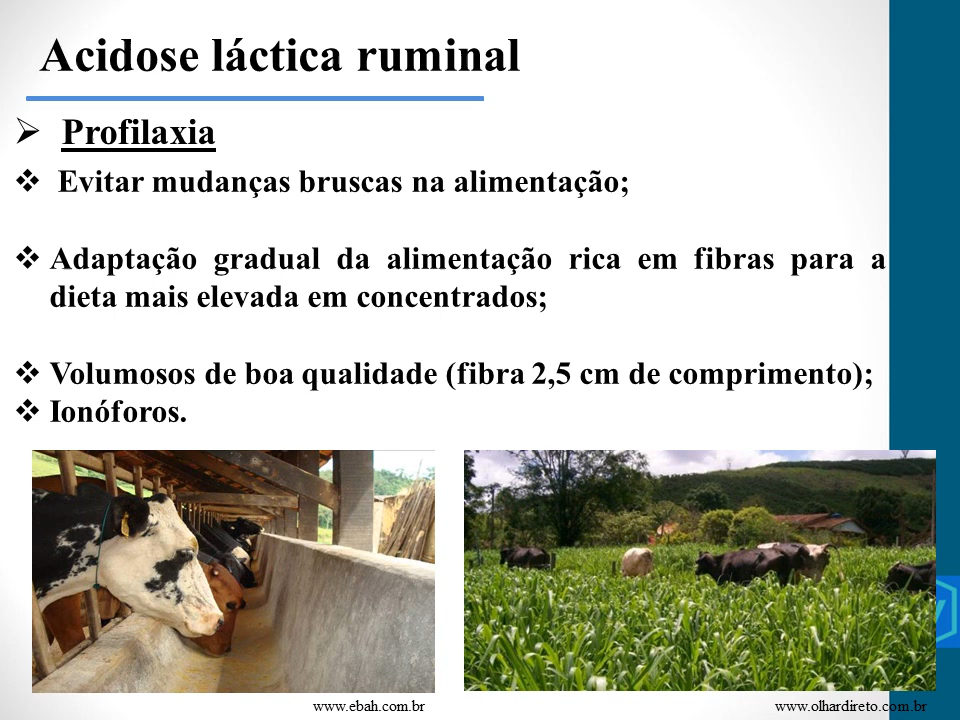 Acidose láctica ruminal
➢ Profilaxia
❖ Evitar mudanças bruscas na alimentação;
❖ Adaptação gradual da alimentação rica em fibras para a
dieta mais elevada em concentrados;
❖ Volumosos de boa qualidade (fibra 2,5 cm de comprimento);
❖ Ionóforos.
www.ebah.com.br
www.olhardireto.com.br